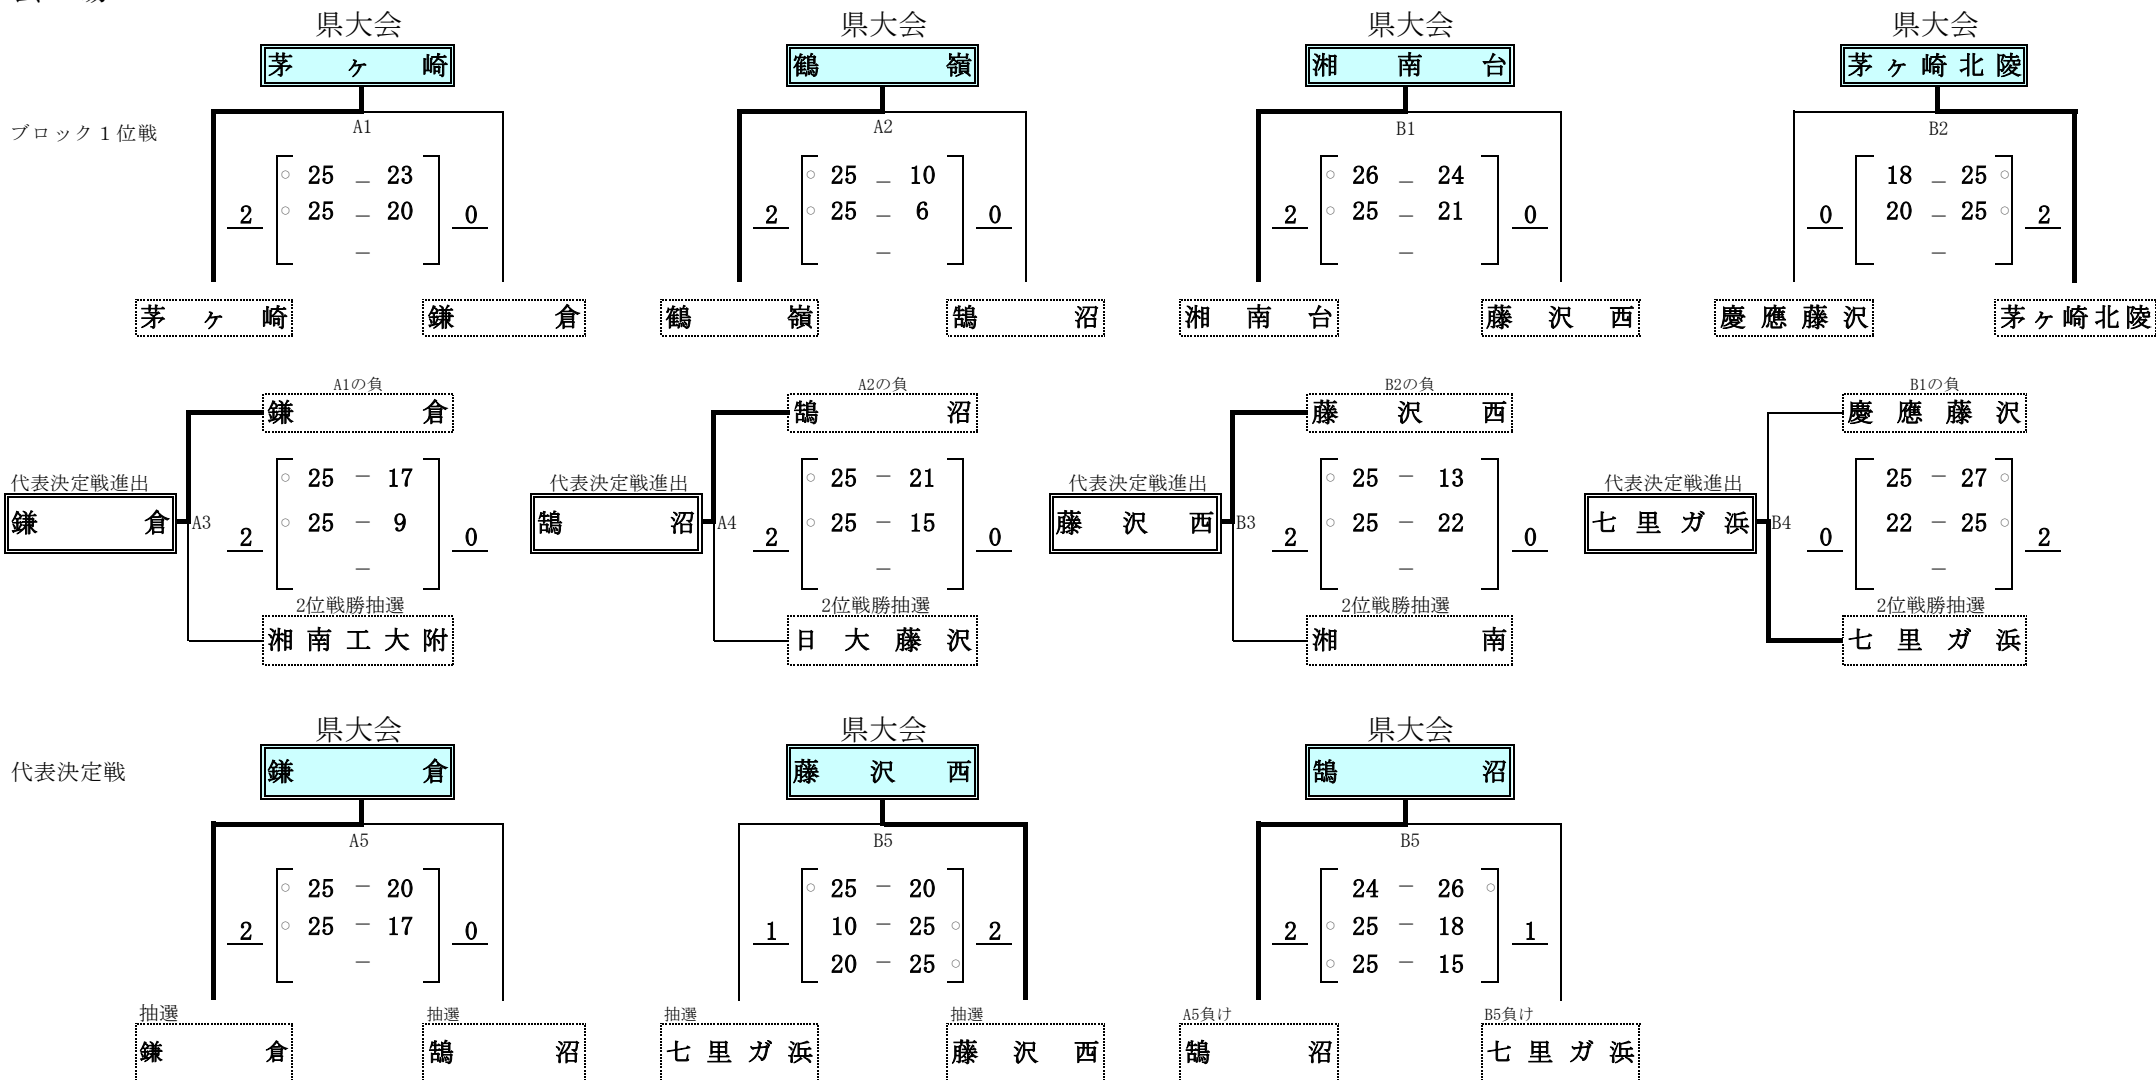 県大会 県大会 県大会 県大会
茅ヶ崎 鶴嶺 湘南台 茅ヶ崎北陵
ブロック1位戦 A1 A2 B1 B2
○ 25 － 23 ○ 25 － 10 ○ 26 － 24 18 － 25 ○
2 ○ 25 － 20 0 2 ○ 25 － 6 0 2 ○ 25 － 21 0 0 20 － 25 ○ 2
－ － － －
茅ヶ崎 鎌倉 鶴嶺 鵠沼 湘南台 藤沢西 慶應藤沢 茅ヶ崎北陵
A1の負 A2の負 B2の負 B1の負
鎌倉 鵠沼 藤沢西 慶應藤沢
○ 25 － 17 ○ 25 － 21 ○ 25 － 13 25 － 27 ○
代表決定戦進出 代表決定戦進出 代表決定戦進出 代表決定戦進出
鎌倉 A3 ○ 25 － 9 鵠沼 A4 ○ 25 － 15 藤沢西 B3 ○ 25 － 22 七里ガ浜 B4 22 － 25 ○
2 0 2 0 2 0 0 2
－ － － －
2位戦勝抽選 2位戦勝抽選 2位戦勝抽選 2位戦勝抽選
湘南工大附 日大藤沢 湘南 七里ガ浜
県大会 県大会 県大会
代表決定戦 鎌倉 藤沢西 鵠沼
A5 B5 B5
○ 25 － 20 ○ 25 － 20 24 － 26 ○
2 ○ 25 － 17 0 1 10 － 25 ○ 2 2 ○ 25 － 18 1
－ 20 － 25 ○ ○ 25 － 15
抽選 抽選 抽選 抽選 A5負け B5負け
鎌倉 鵠沼 七里ガ浜 藤沢西 鵠沼 七里ガ浜